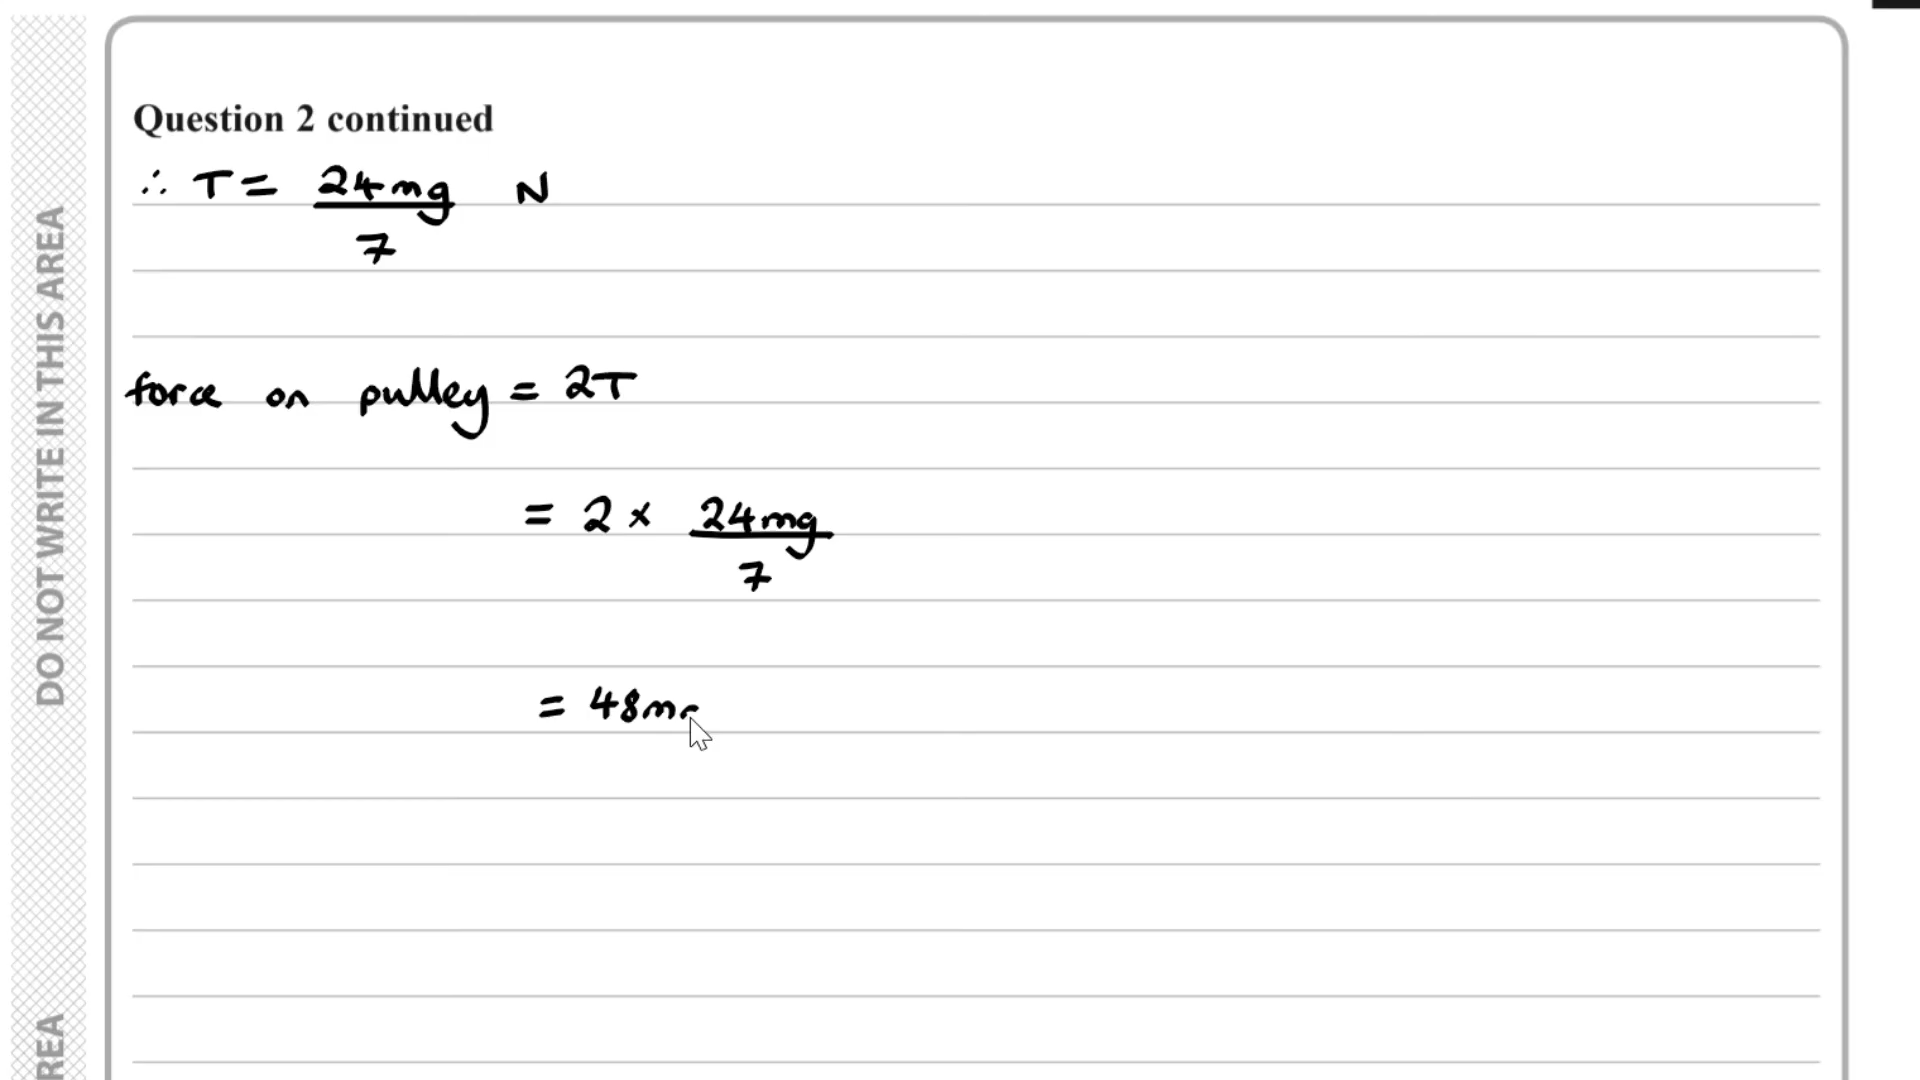 Question 2 continued
∴ T = 24mg/7 N
force on pulley = 2T
= 2 × 24mg/7
= 48m
DO NOT WRITE IN THIS AREA
REA